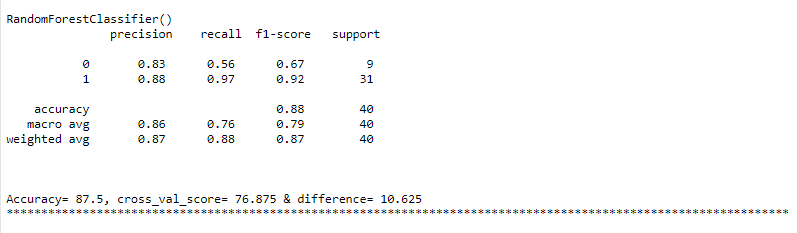 RandomForestClassifier()
precision recall f1-score support
0 0.83 0.56 0.67 9
1 0.88 0.97 0.92 31
accuracy 0.88 40
macro avg 0.86 0.76 0.79 40
weighted avg 0.87 0.88 0.87 40
Accuracy= 87.5, cross_val_score= 76.875 & difference= 10.625
*****************************************************************************************************************